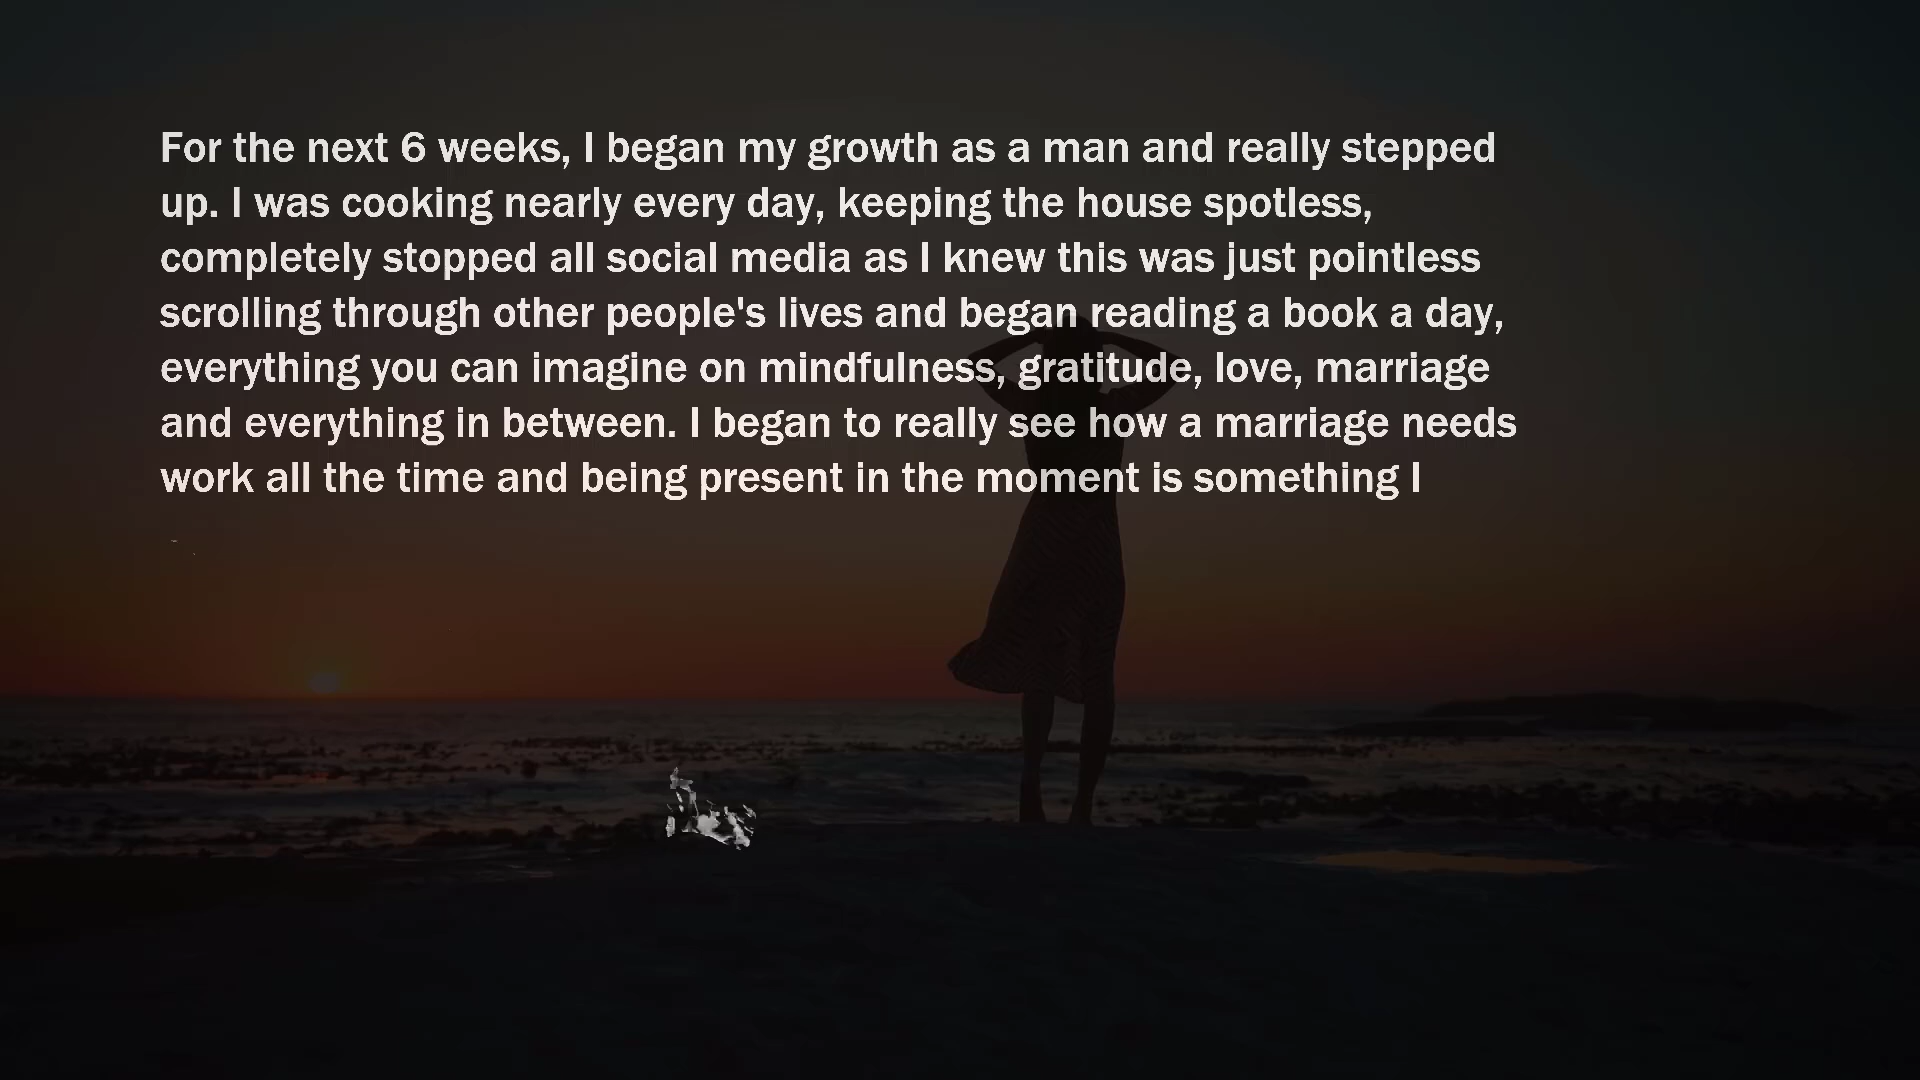 For the next 6 weeks, I began my growth as a man and really stepped
up. I was cooking nearly every day, keeping the house spotless,
completely stopped all social media as I knew this was just pointless
scrolling through other people's lives and began reading a book a day,
everything you can imagine on mindfulness, gratitude, love, marriage
and everything in between. I began to really see how a marriage needs
work all the time and being present in the moment is something I